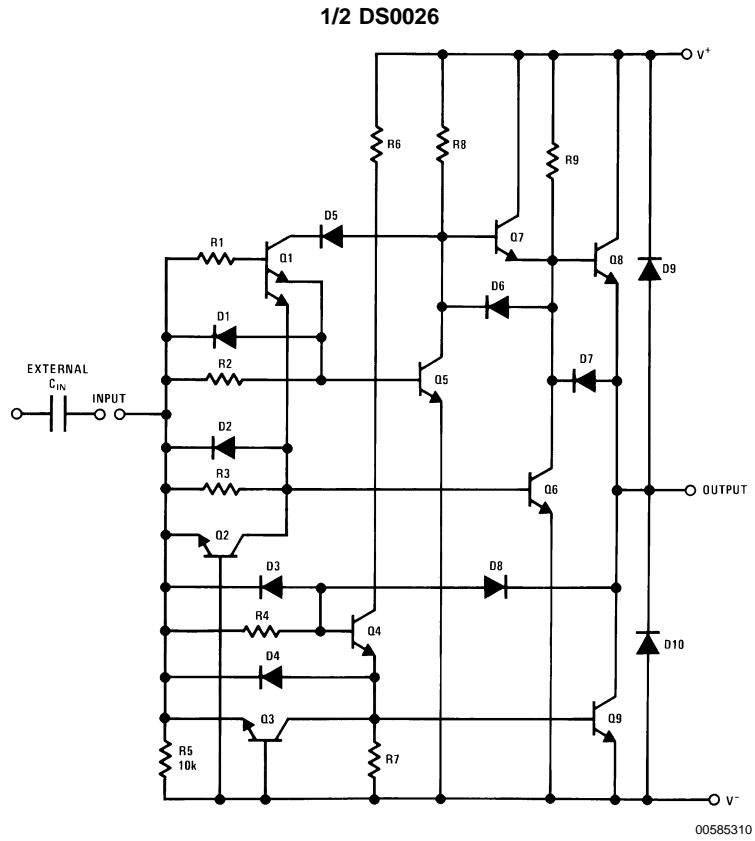 1/2 DS0026
V+
R6
R8
R9
D5
R1
Q1
Q7
Q8
D9
D1
D6
R2
D7
EXTERNAL
CIN
INPUT
Q5
D2
R3
Q6
OUTPUT
Q2
D3
D8
R4
Q4
D10
D4
Q3
Q9
R5
10k
R7
V-
00585310